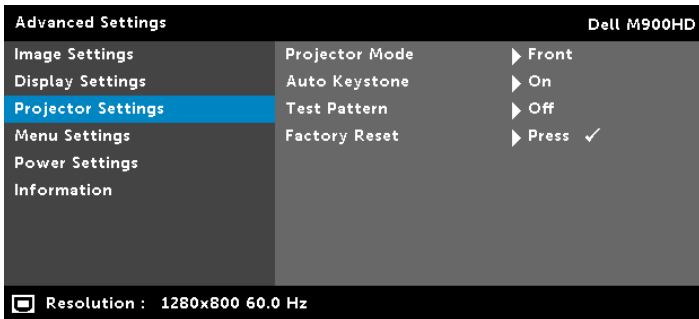 Advanced Settings Dell M900HD
Image Settings Projector Mode Front
Display Settings Auto Keystone On
Projector Settings Test Pattern Off
Menu Settings Factory Reset Press ✓
Power Settings
Information
Resolution : 1280x800 60.0 Hz